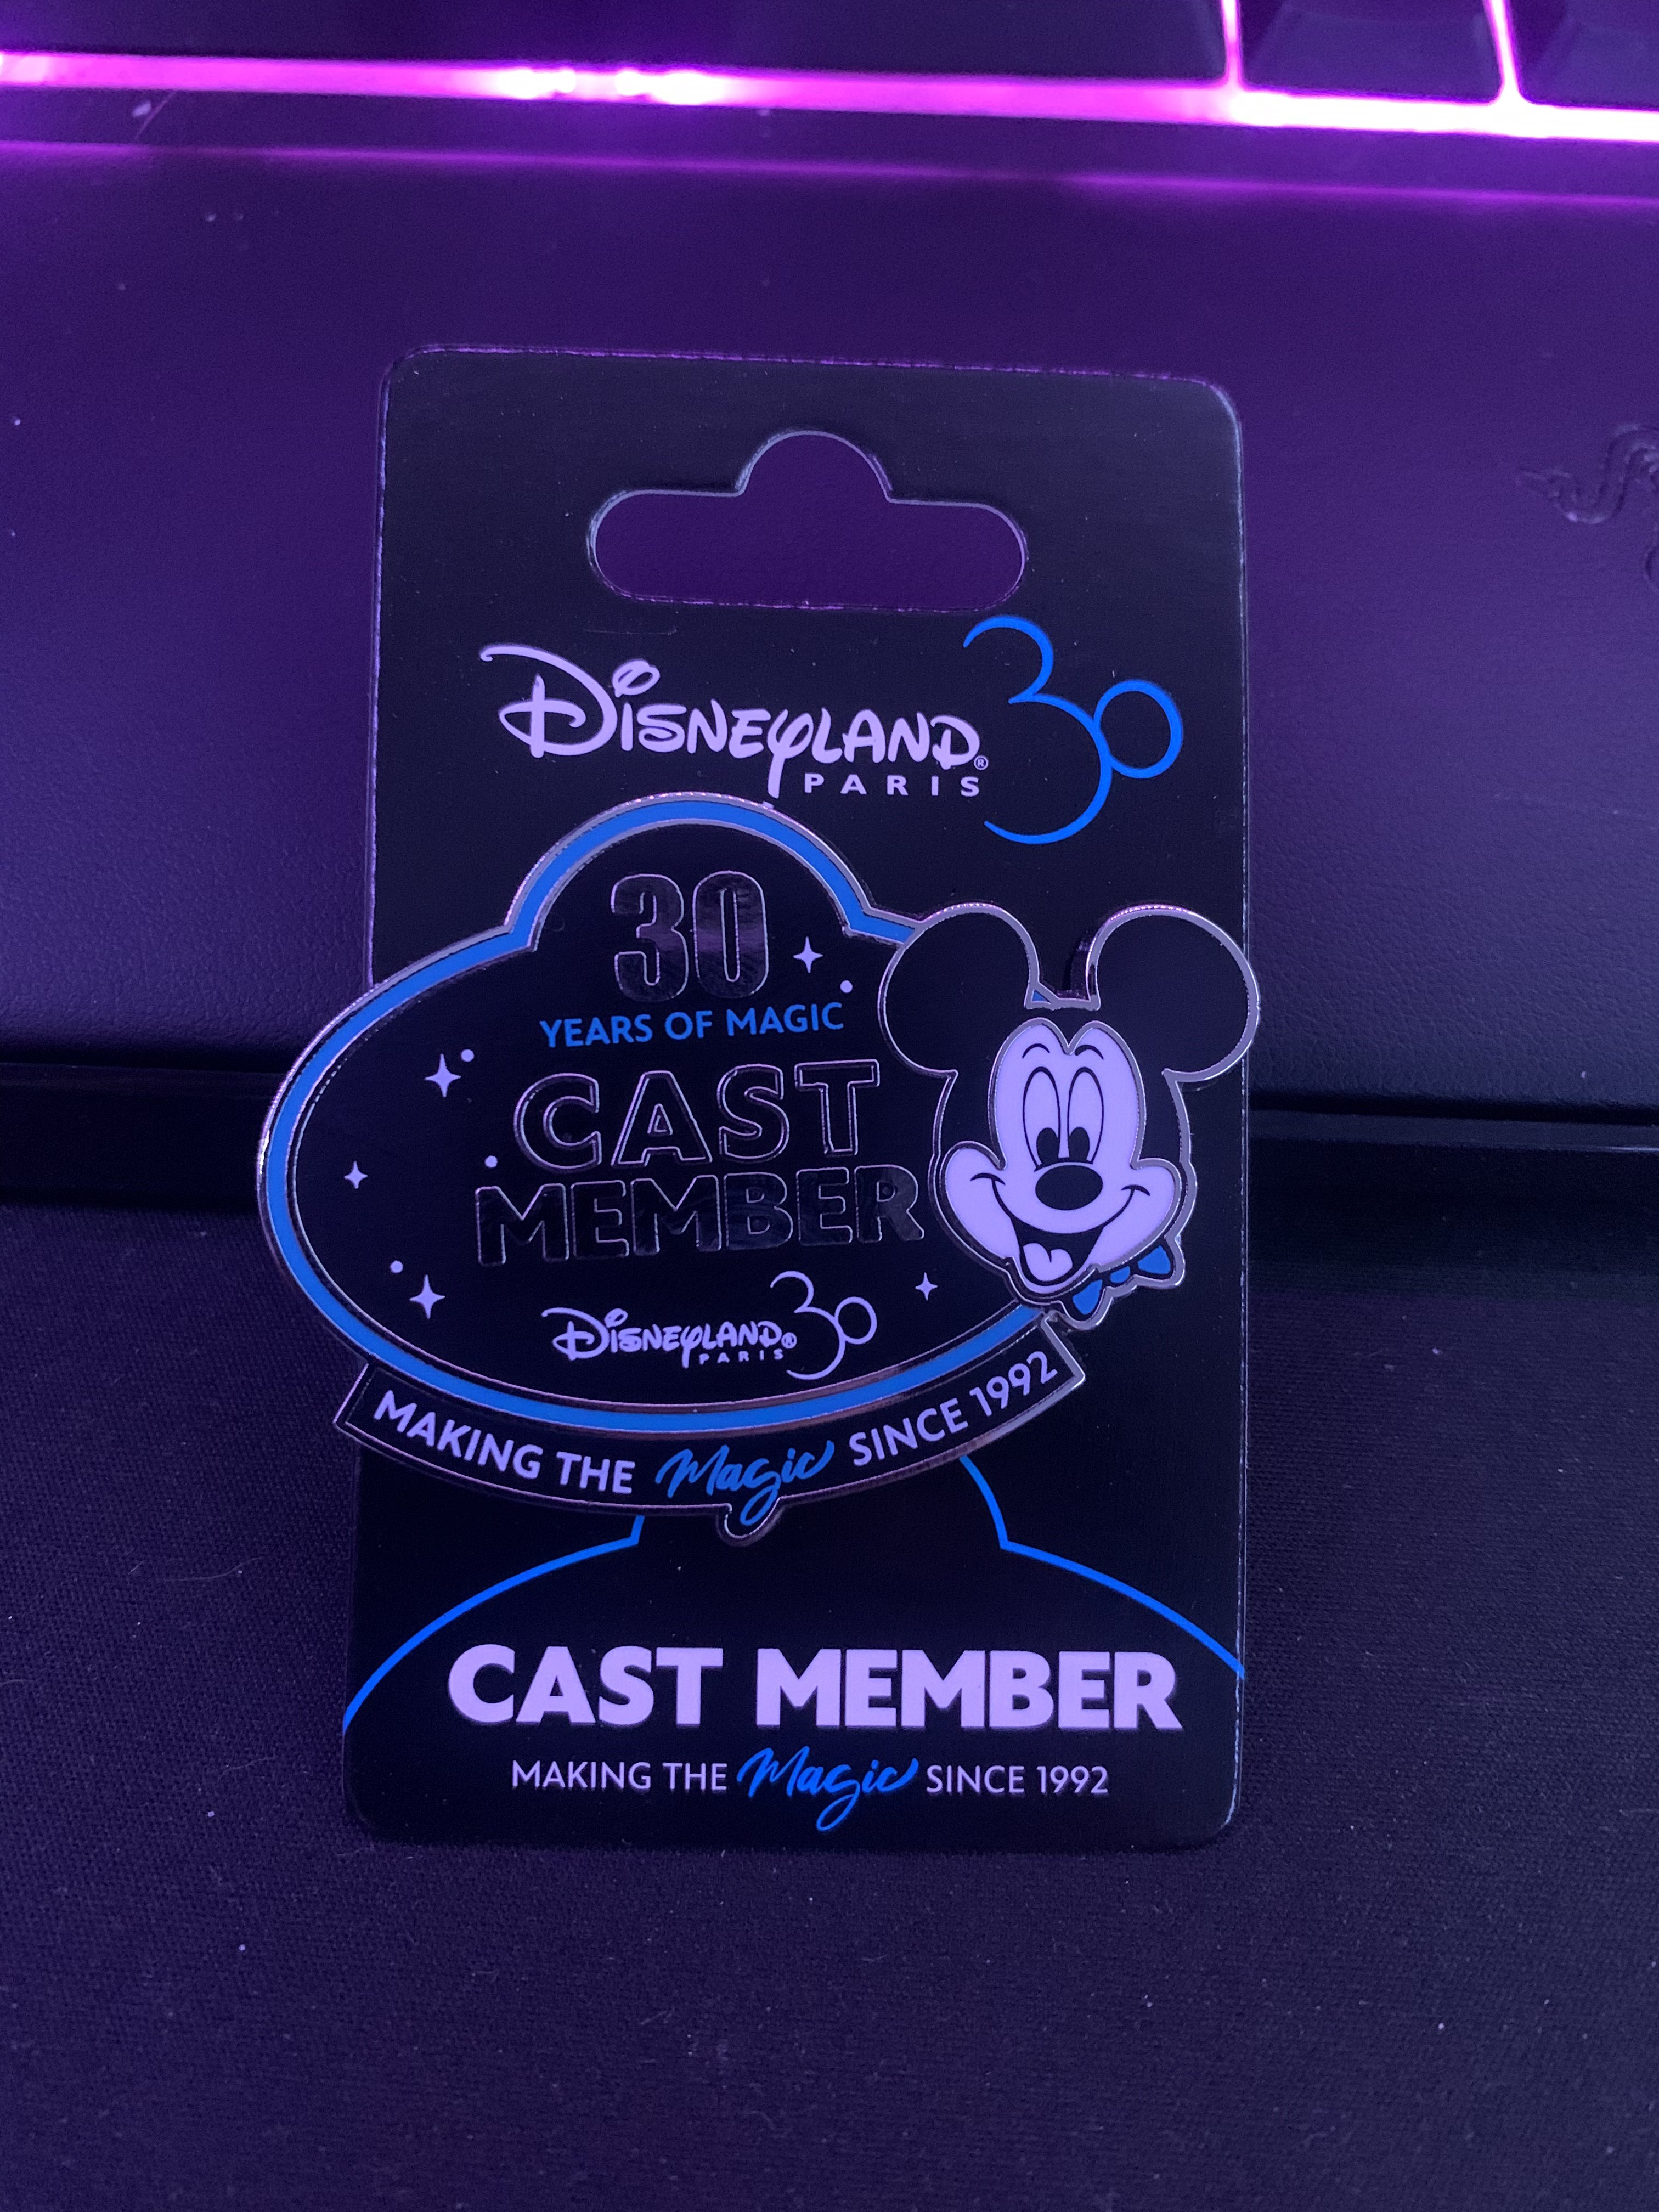 DISNEYLAND® 30
PARIS
30
YEARS OF MAGIC
CAST
MEMBER
DISNEYLAND® 30
PARIS
MAKING THE Magic SINCE 1992
CAST MEMBER
MAKING THE Magic SINCE 1992